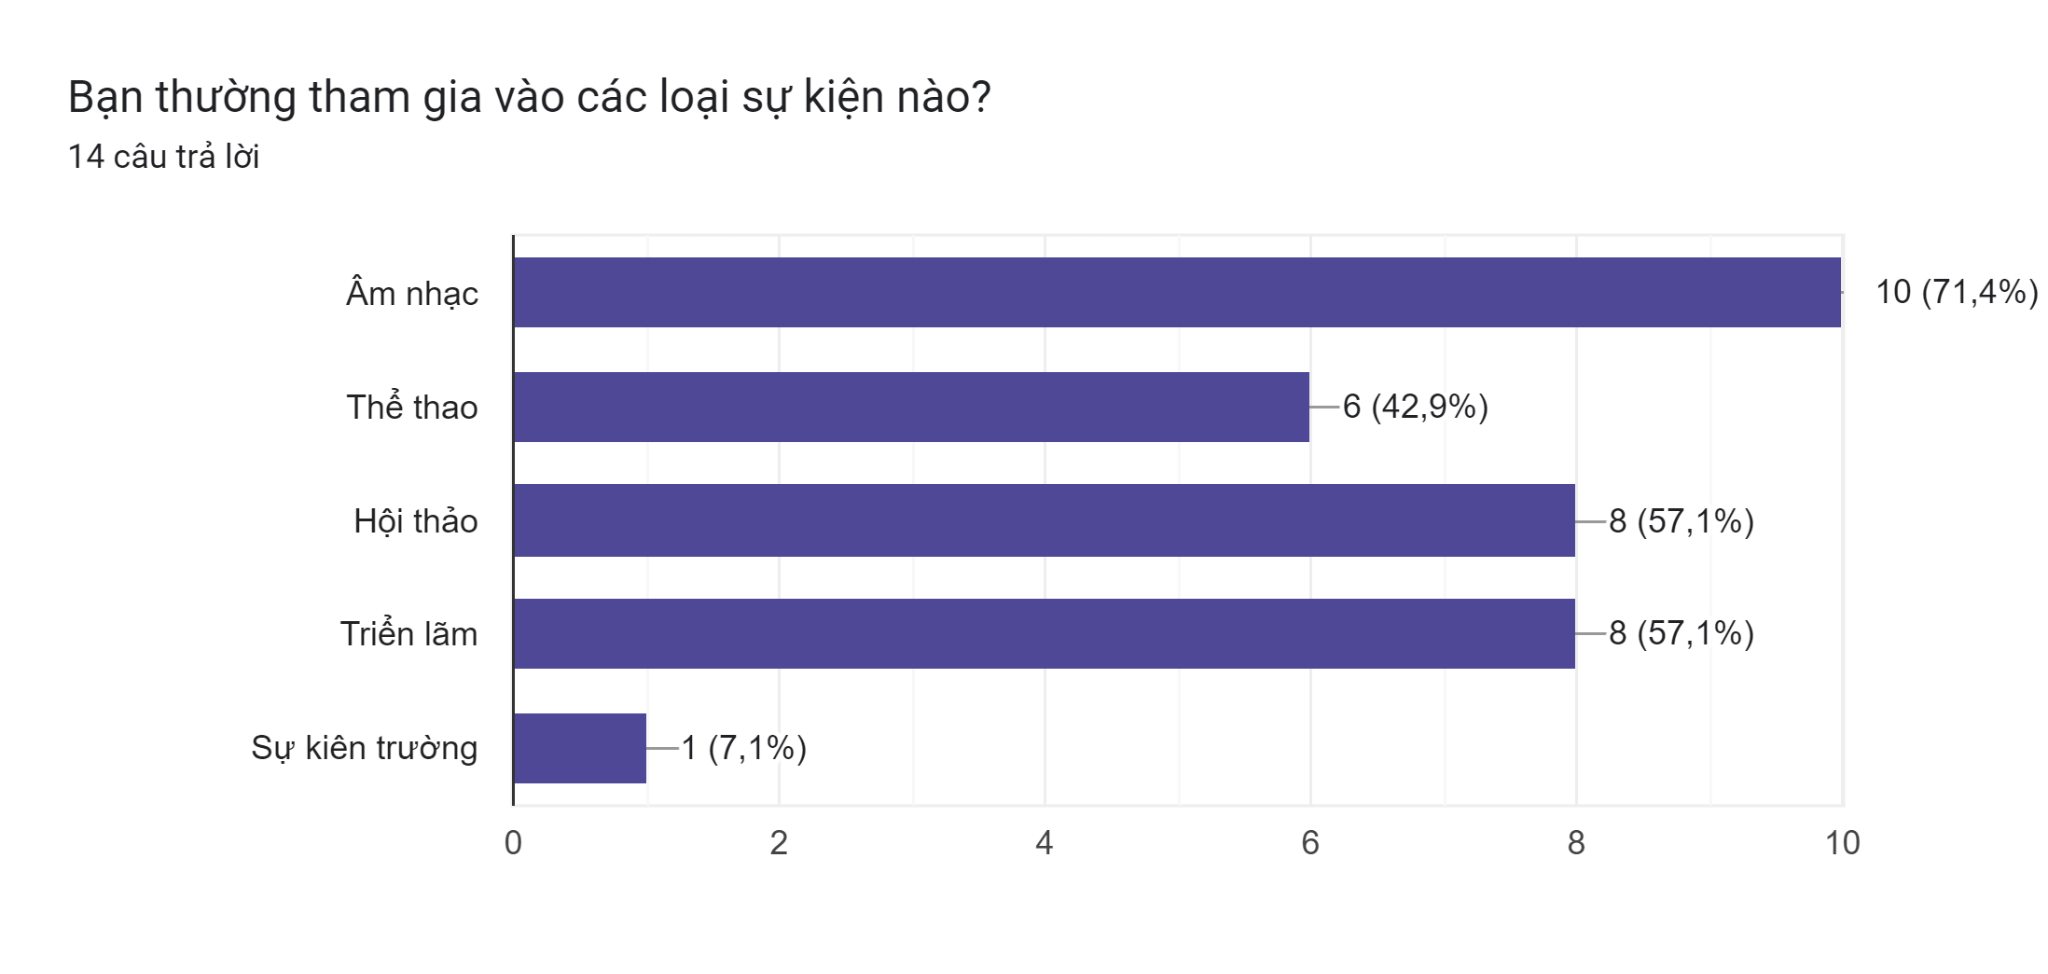 Bạn thường tham gia vào các loại sự kiện nào?
14 câu trả lời
Âm nhạc 10 (71,4%)
Thể thao 6 (42,9%)
Hội thảo 8 (57,1%)
Triển lãm 8 (57,1%)
Sự kiên trường 1 (7,1%)
0 2 4 6 8 10